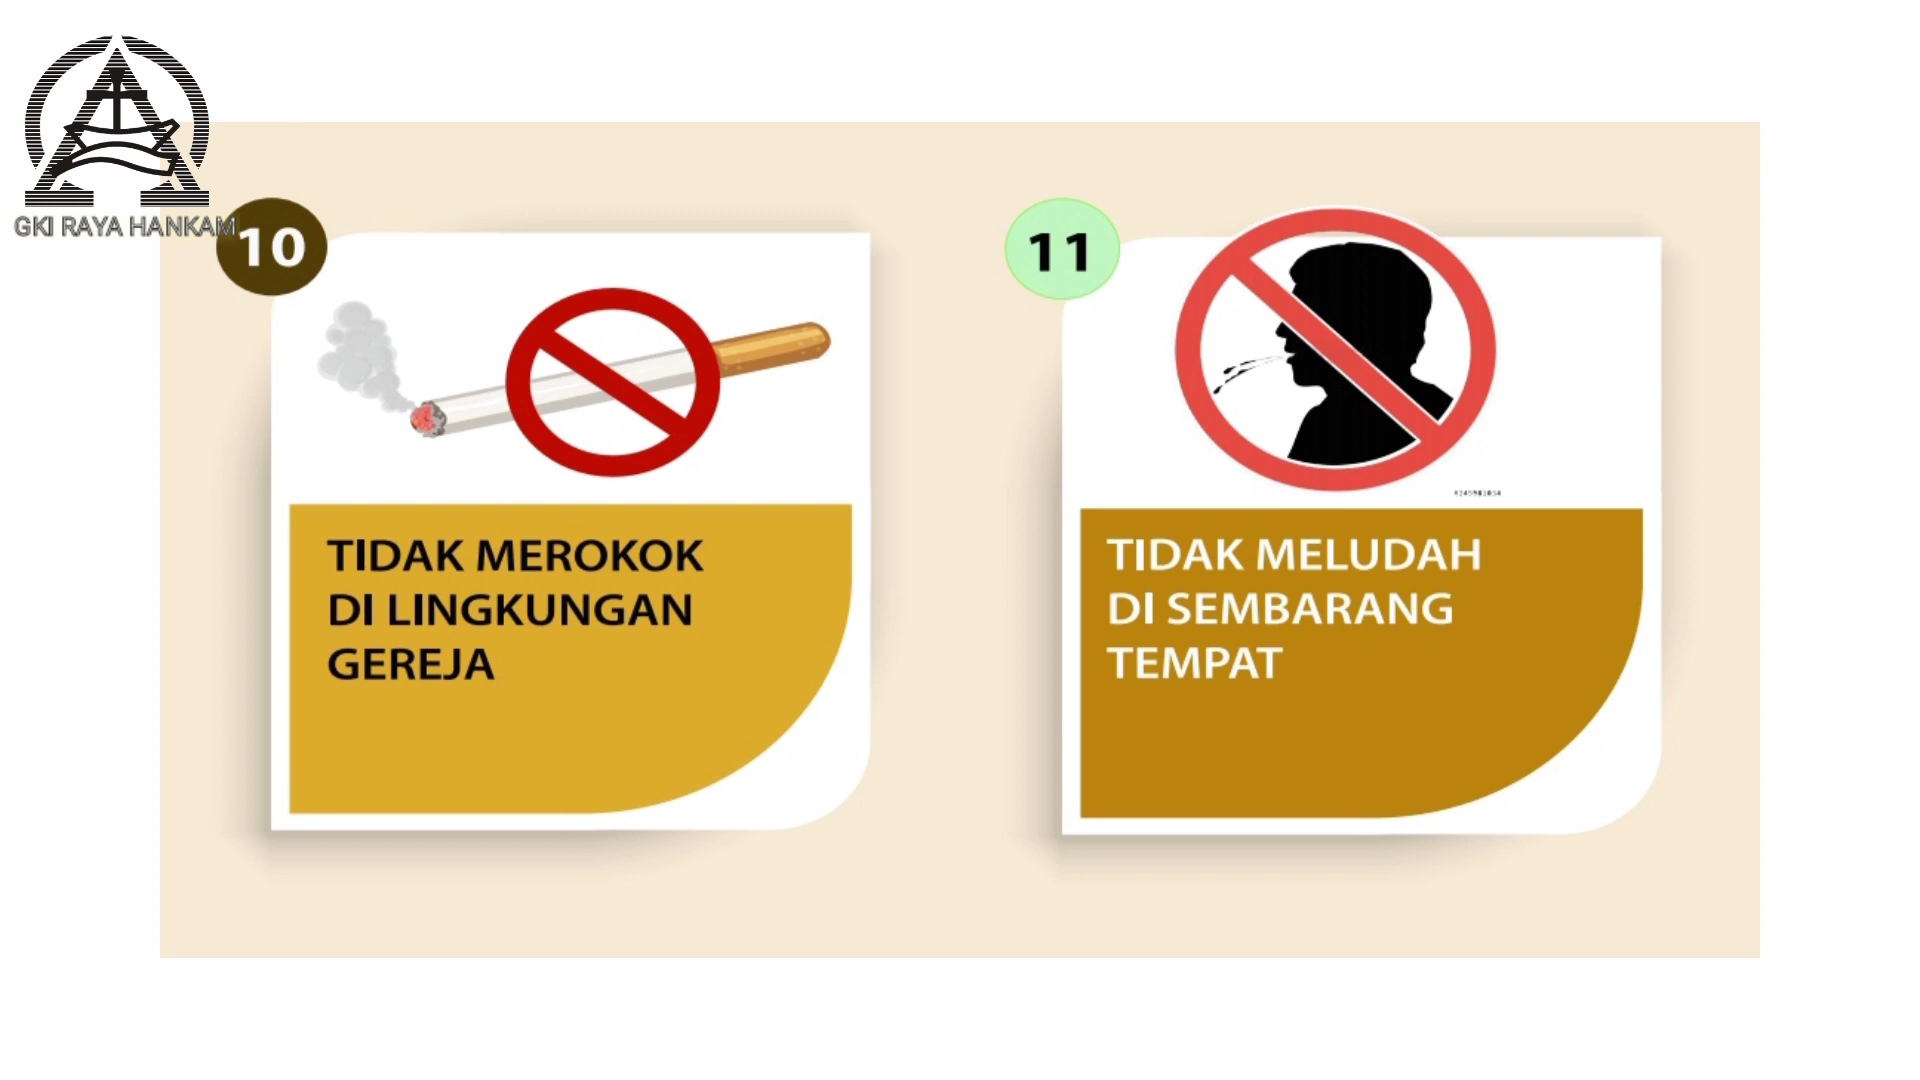 GKI RAYA HANKAM
10
TIDAK MEROKOK
DI LINGKUNGAN
GEREJA
11
TIDAK MELUDAH
DI SEMBARANG
TEMPAT